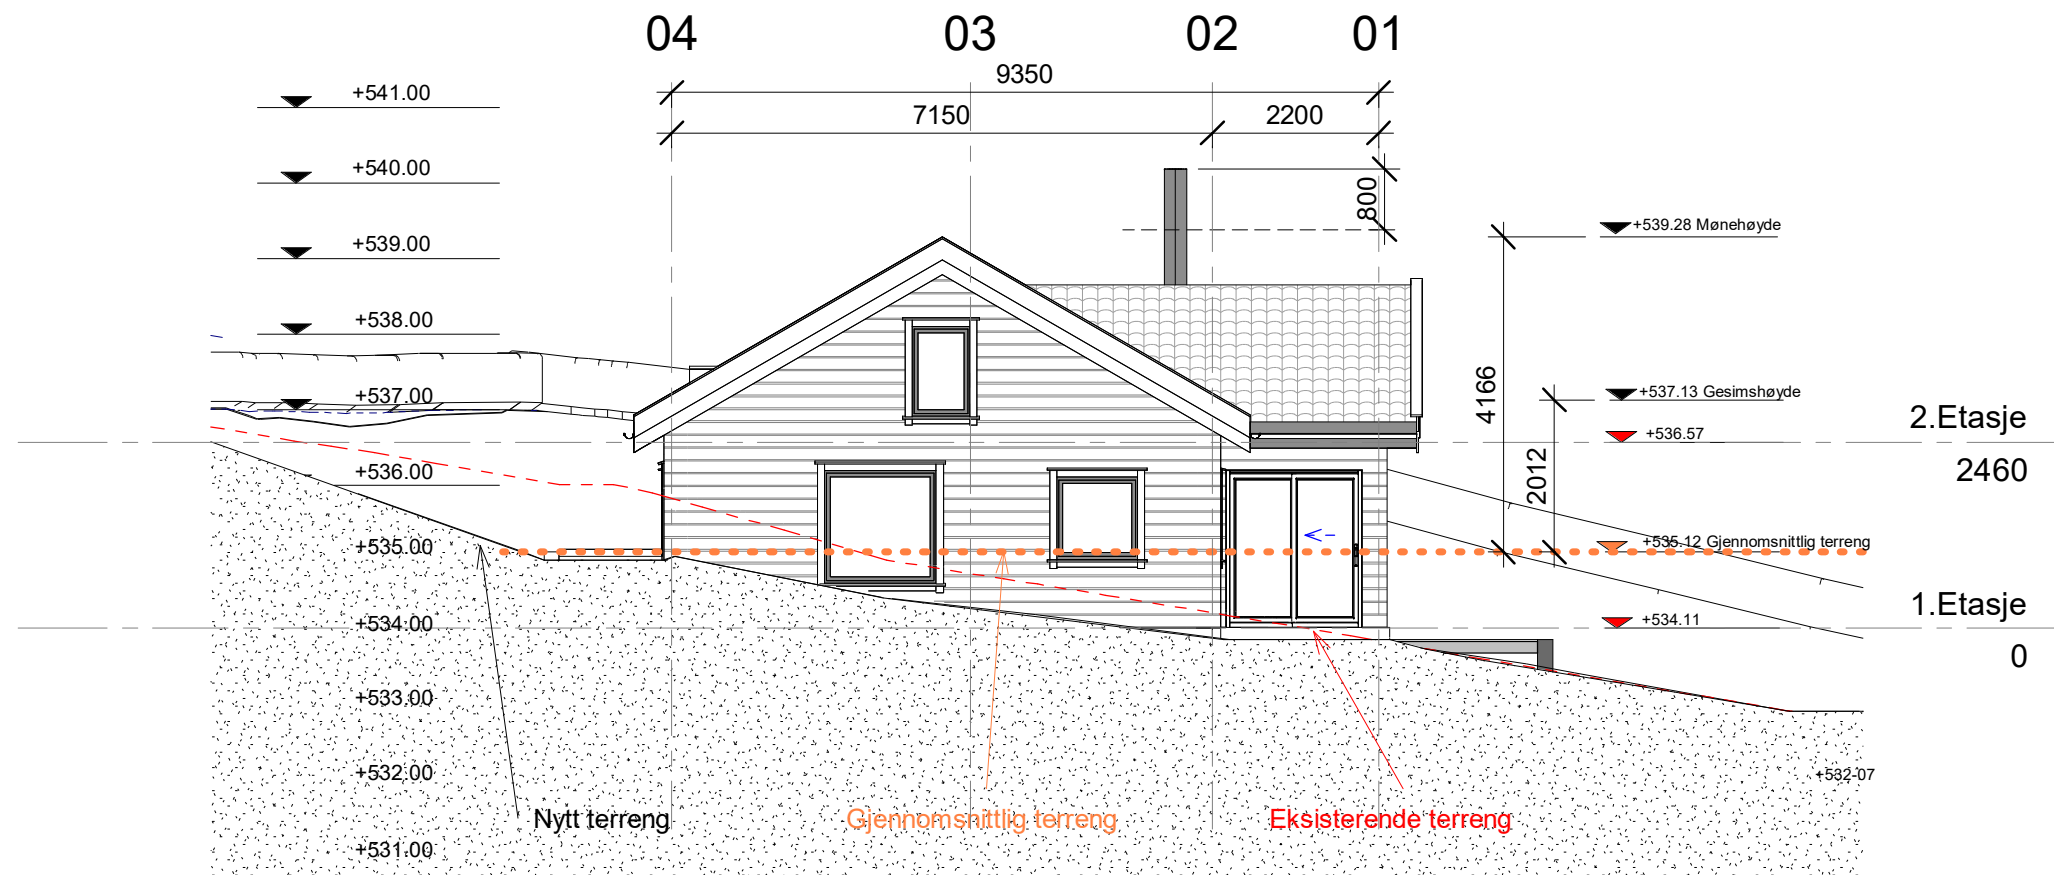 04 03 02 01
9350
7150 2200
800
+541.00
+540.00
+539.00
+538.00
+537.00
+536.00
+535.00
+534.00
+533.00
+532.00
+531.00
+539.28 Mønehøyde
4166
+537.13 Gesimshøyde
+536.57
2012
+535.12 Gjennomsnittlig terreng
+534.11
2.Etasje
2460
1.Etasje
0
+532-07
Nytt terreng
Gjennomsnittlig terreng
Eksisterende terreng